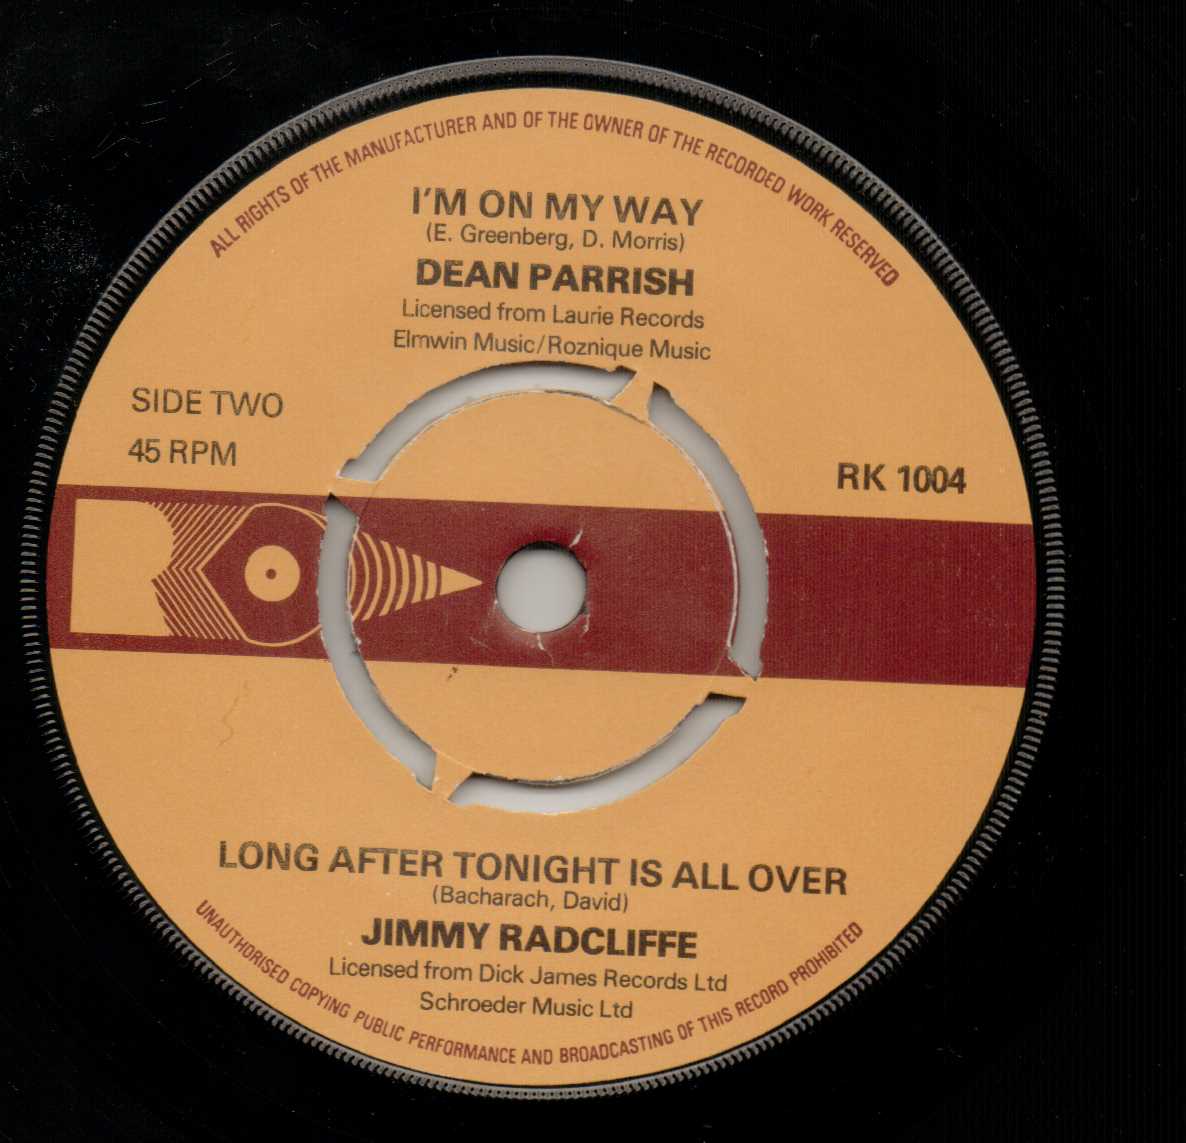 ALL RIGHTS OF THE MANUFACTURER AND OF THE OWNER OF THE RECORDED WORK RESERVED
I'M ON MY WAY
(E. Greenberg, D. Morris)
DEAN PARRISH
Licensed from Laurie Records
Elmwin Music/Roznique Music
SIDE TWO
45 RPM
RK 1004
LONG AFTER TONIGHT IS ALL OVER
(Bacharach, David)
JIMMY RADCLIFFE
Licensed from Dick James Records Ltd
Schroeder Music Ltd
UNAUTHORISED COPYING PUBLIC PERFORMANCE AND BROADCASTING OF THIS RECORD PROHIBITED